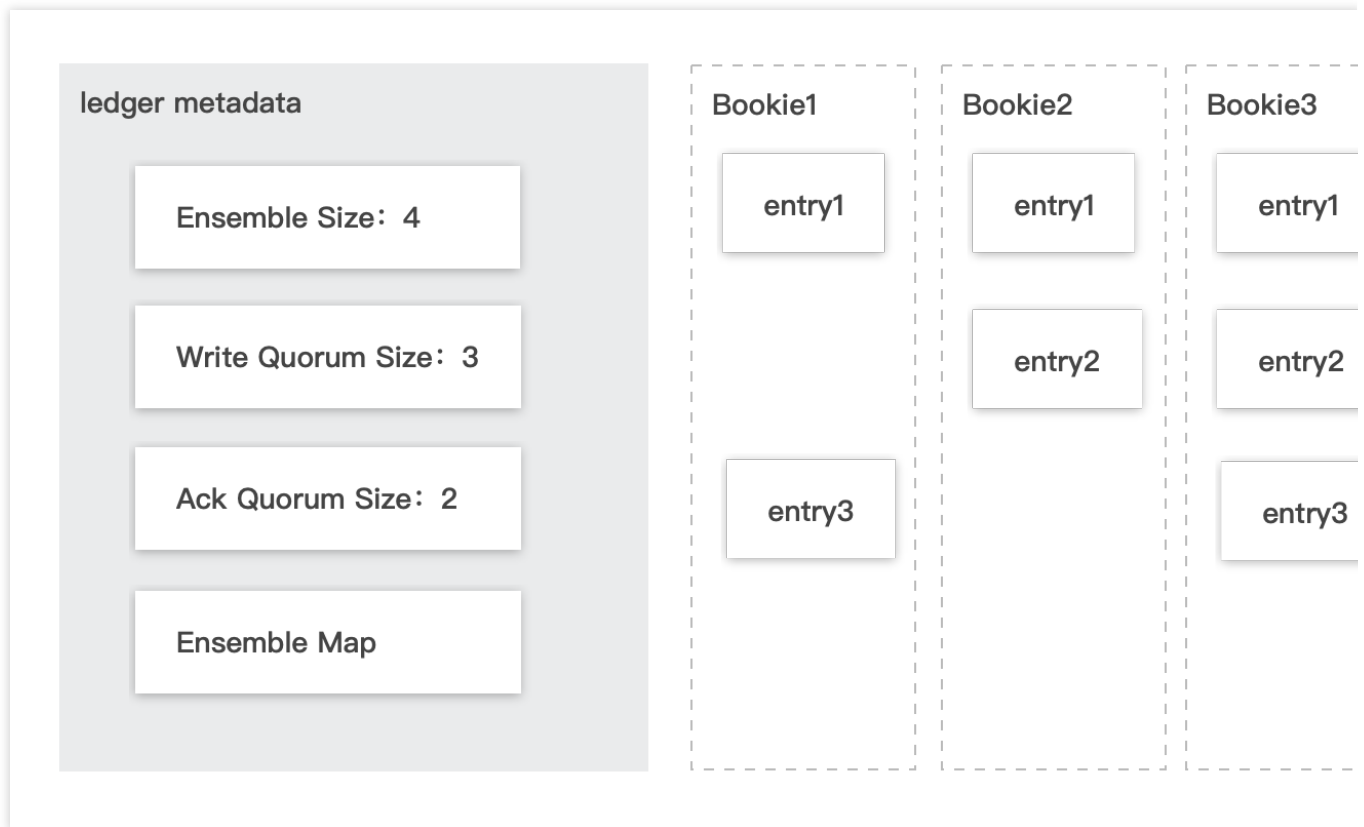 ledger metadata
Ensemble Size：4
Write Quorum Size：3
Ack Quorum Size：2
Ensemble Map
Bookie1
entry1
entry3
Bookie2
entry1
entry2
Bookie3
entry1
entry2
entry3